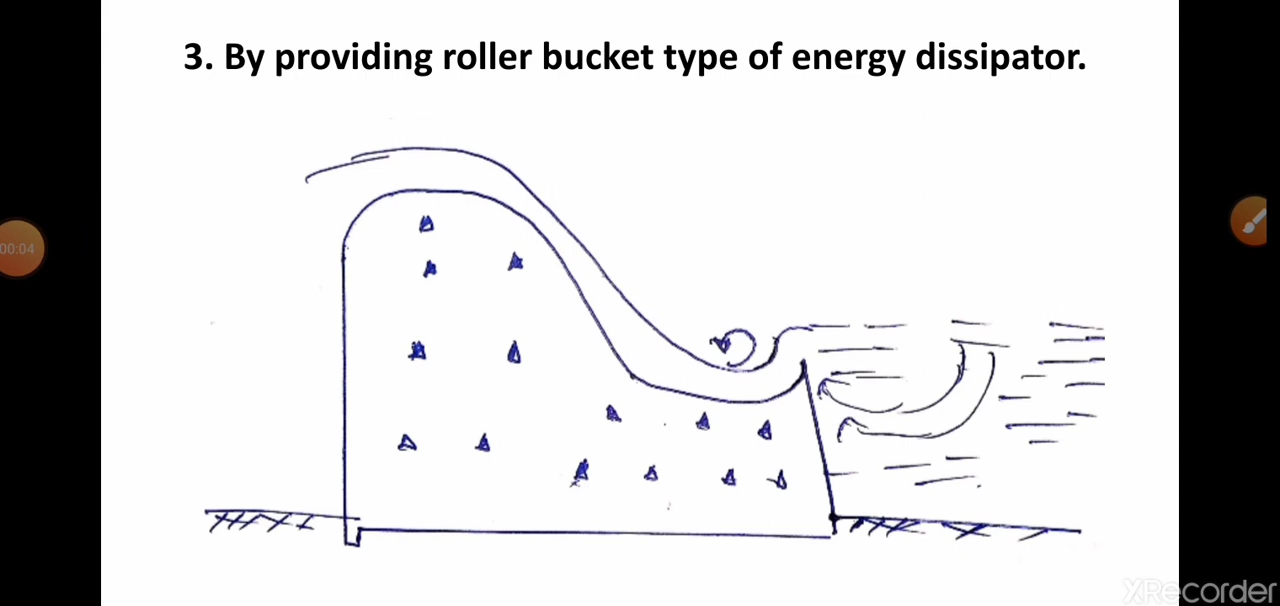 3. By providing roller bucket type of energy dissipator.
00:04
XRecorder